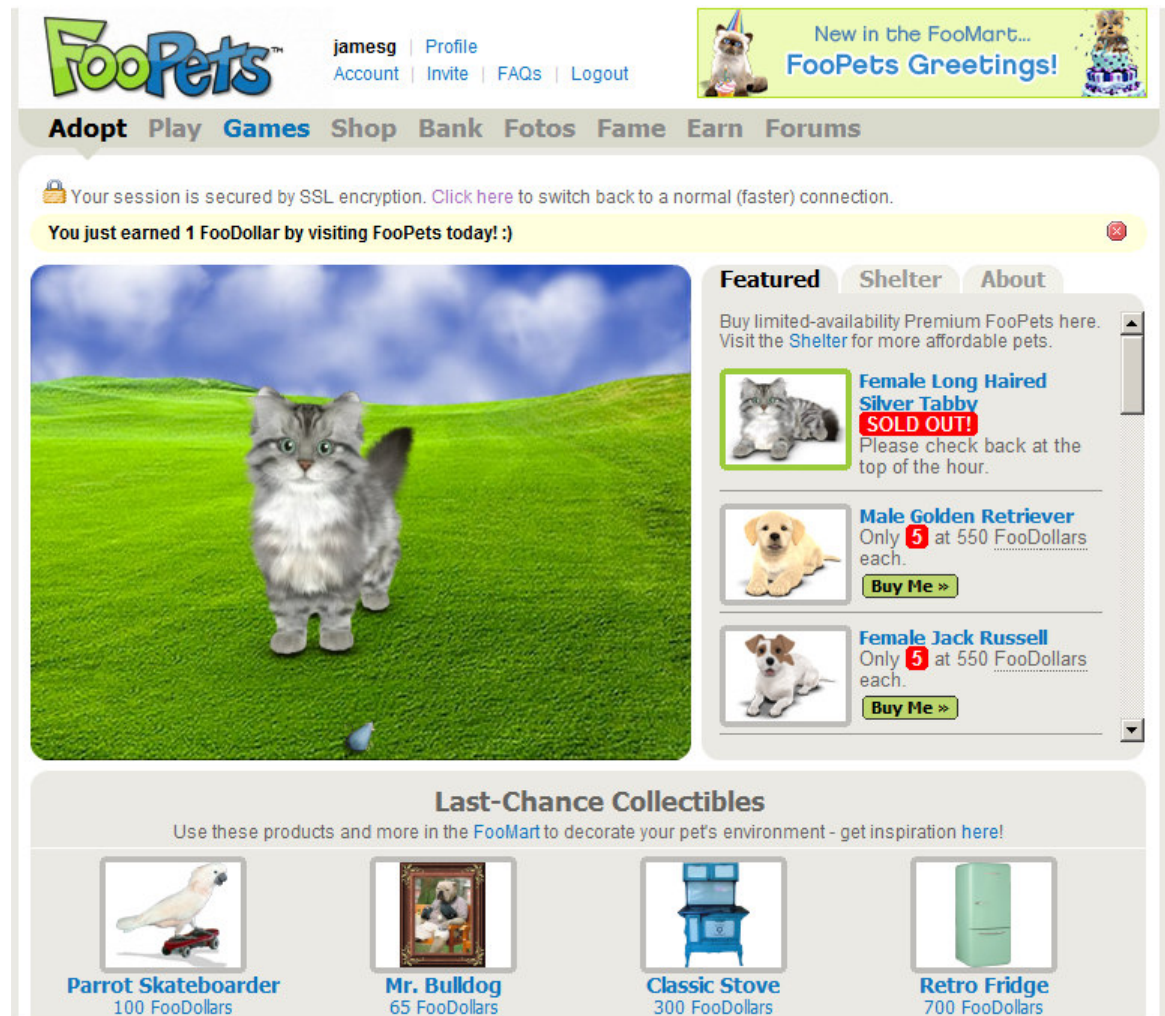 FooPets™
jamesg | Profile
Account | Invite | FAQs | Logout
New in the FooMart...
FooPets Greetings!
Adopt Play Games Shop Bank Fotos Fame Earn Forums
Your session is secured by SSL encryption. Click here to switch back to a normal (faster) connection.
You just earned 1 FooDollar by visiting FooPets today! :)
Featured Shelter About
Buy limited-availability Premium FooPets here.
Visit the Shelter for more affordable pets.
Female Long Haired
Silver Tabby
SOLD OUT!
Please check back at the
top of the hour.
Male Golden Retriever
Only 5 at 550 FooDollars
each.
Buy Me »
Female Jack Russell
Only 5 at 550 FooDollars
each.
Buy Me »
Last-Chance Collectibles
Use these products and more in the FooMart to decorate your pet's environment - get inspiration here!
Parrot Skateboarder
100 FooDollars
Mr. Bulldog
65 FooDollars
Classic Stove
300 FooDollars
Retro Fridge
700 FooDollars